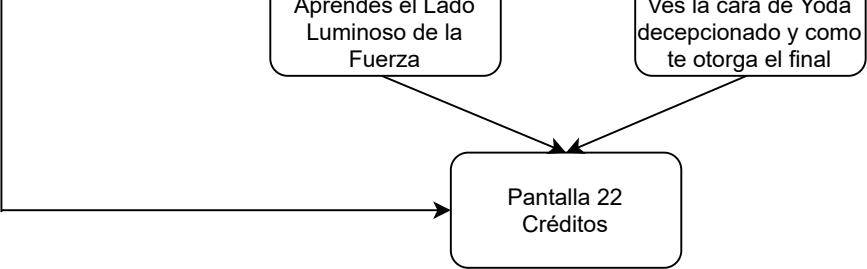 Aprendes el Lado
Luminoso de la
Fuerza
Ves la cara de Yoda
decepcionado y como
te otorga el final
Pantalla 22
Créditos